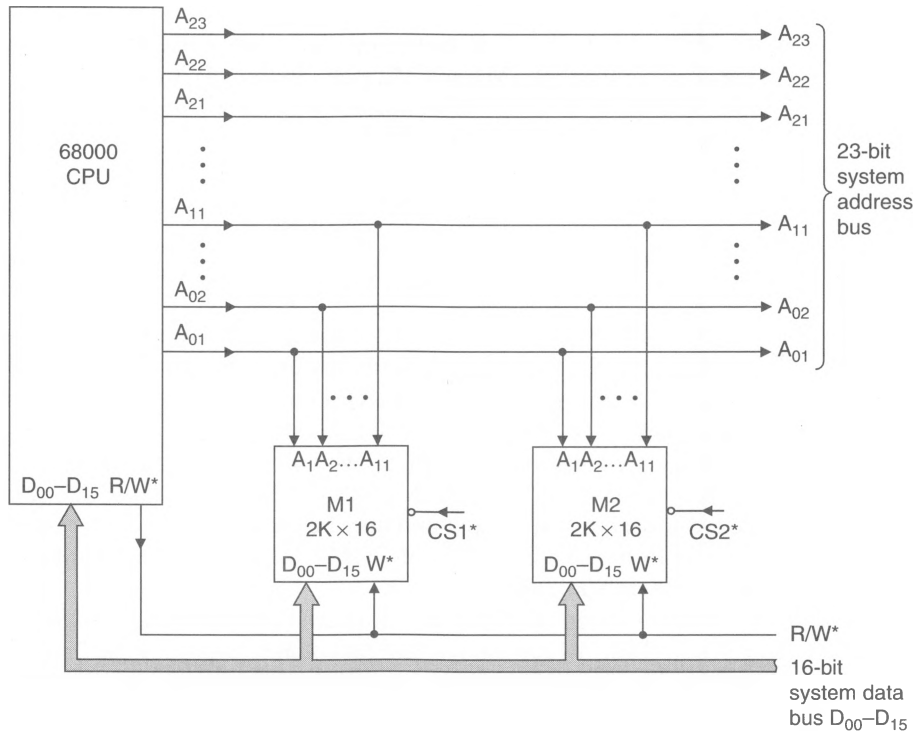 A23
A23
A22
A22
A21
A21
68000
CPU
23-bit
system
address
bus
A11
A11
A02
A02
A01
A01
A1A2...A11
A1A2...A11
D00–D15 R/W*
M1
2K × 16
CS1*
M2
2K × 16
CS2*
D00–D15 W*
D00–D15 W*
R/W*
16-bit
system data
bus D00–D15